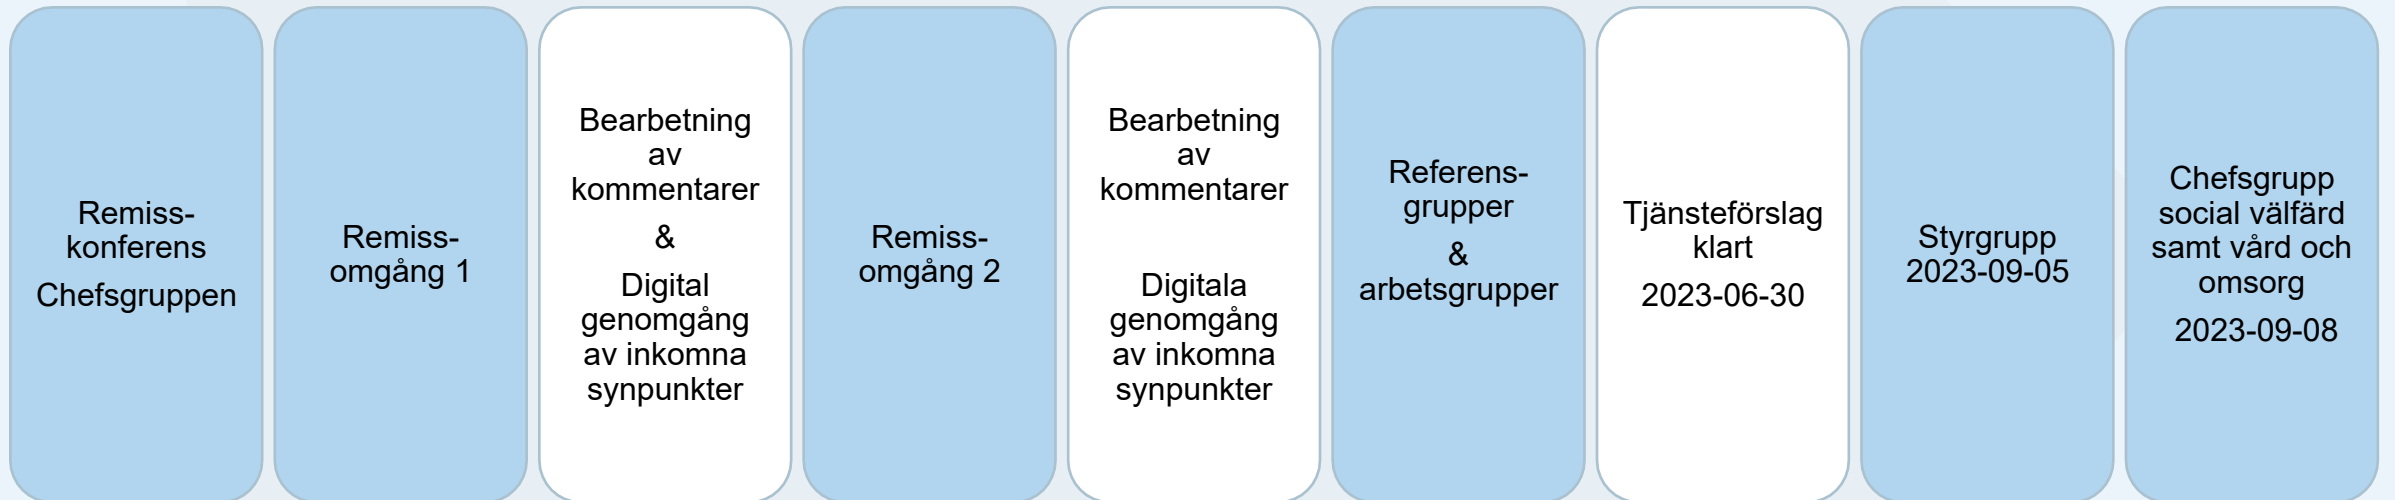 Remiss-
konferens
Chefsgruppen
Remiss-
omgång 1
Bearbetning
av
kommentarer
&
Digital
genomgång
av inkomna
synpunkter
Remiss-
omgång 2
Bearbetning
av
kommentarer
Digitala
genomgång
av inkomna
synpunkter
Referens-
grupper
&
arbetsgrupper
Tjänsteförslag
klart
2023-06-30
Styrgrupp
2023-09-05
Chefsgrupp
social välfärd
samt vård och
omsorg
2023-09-08